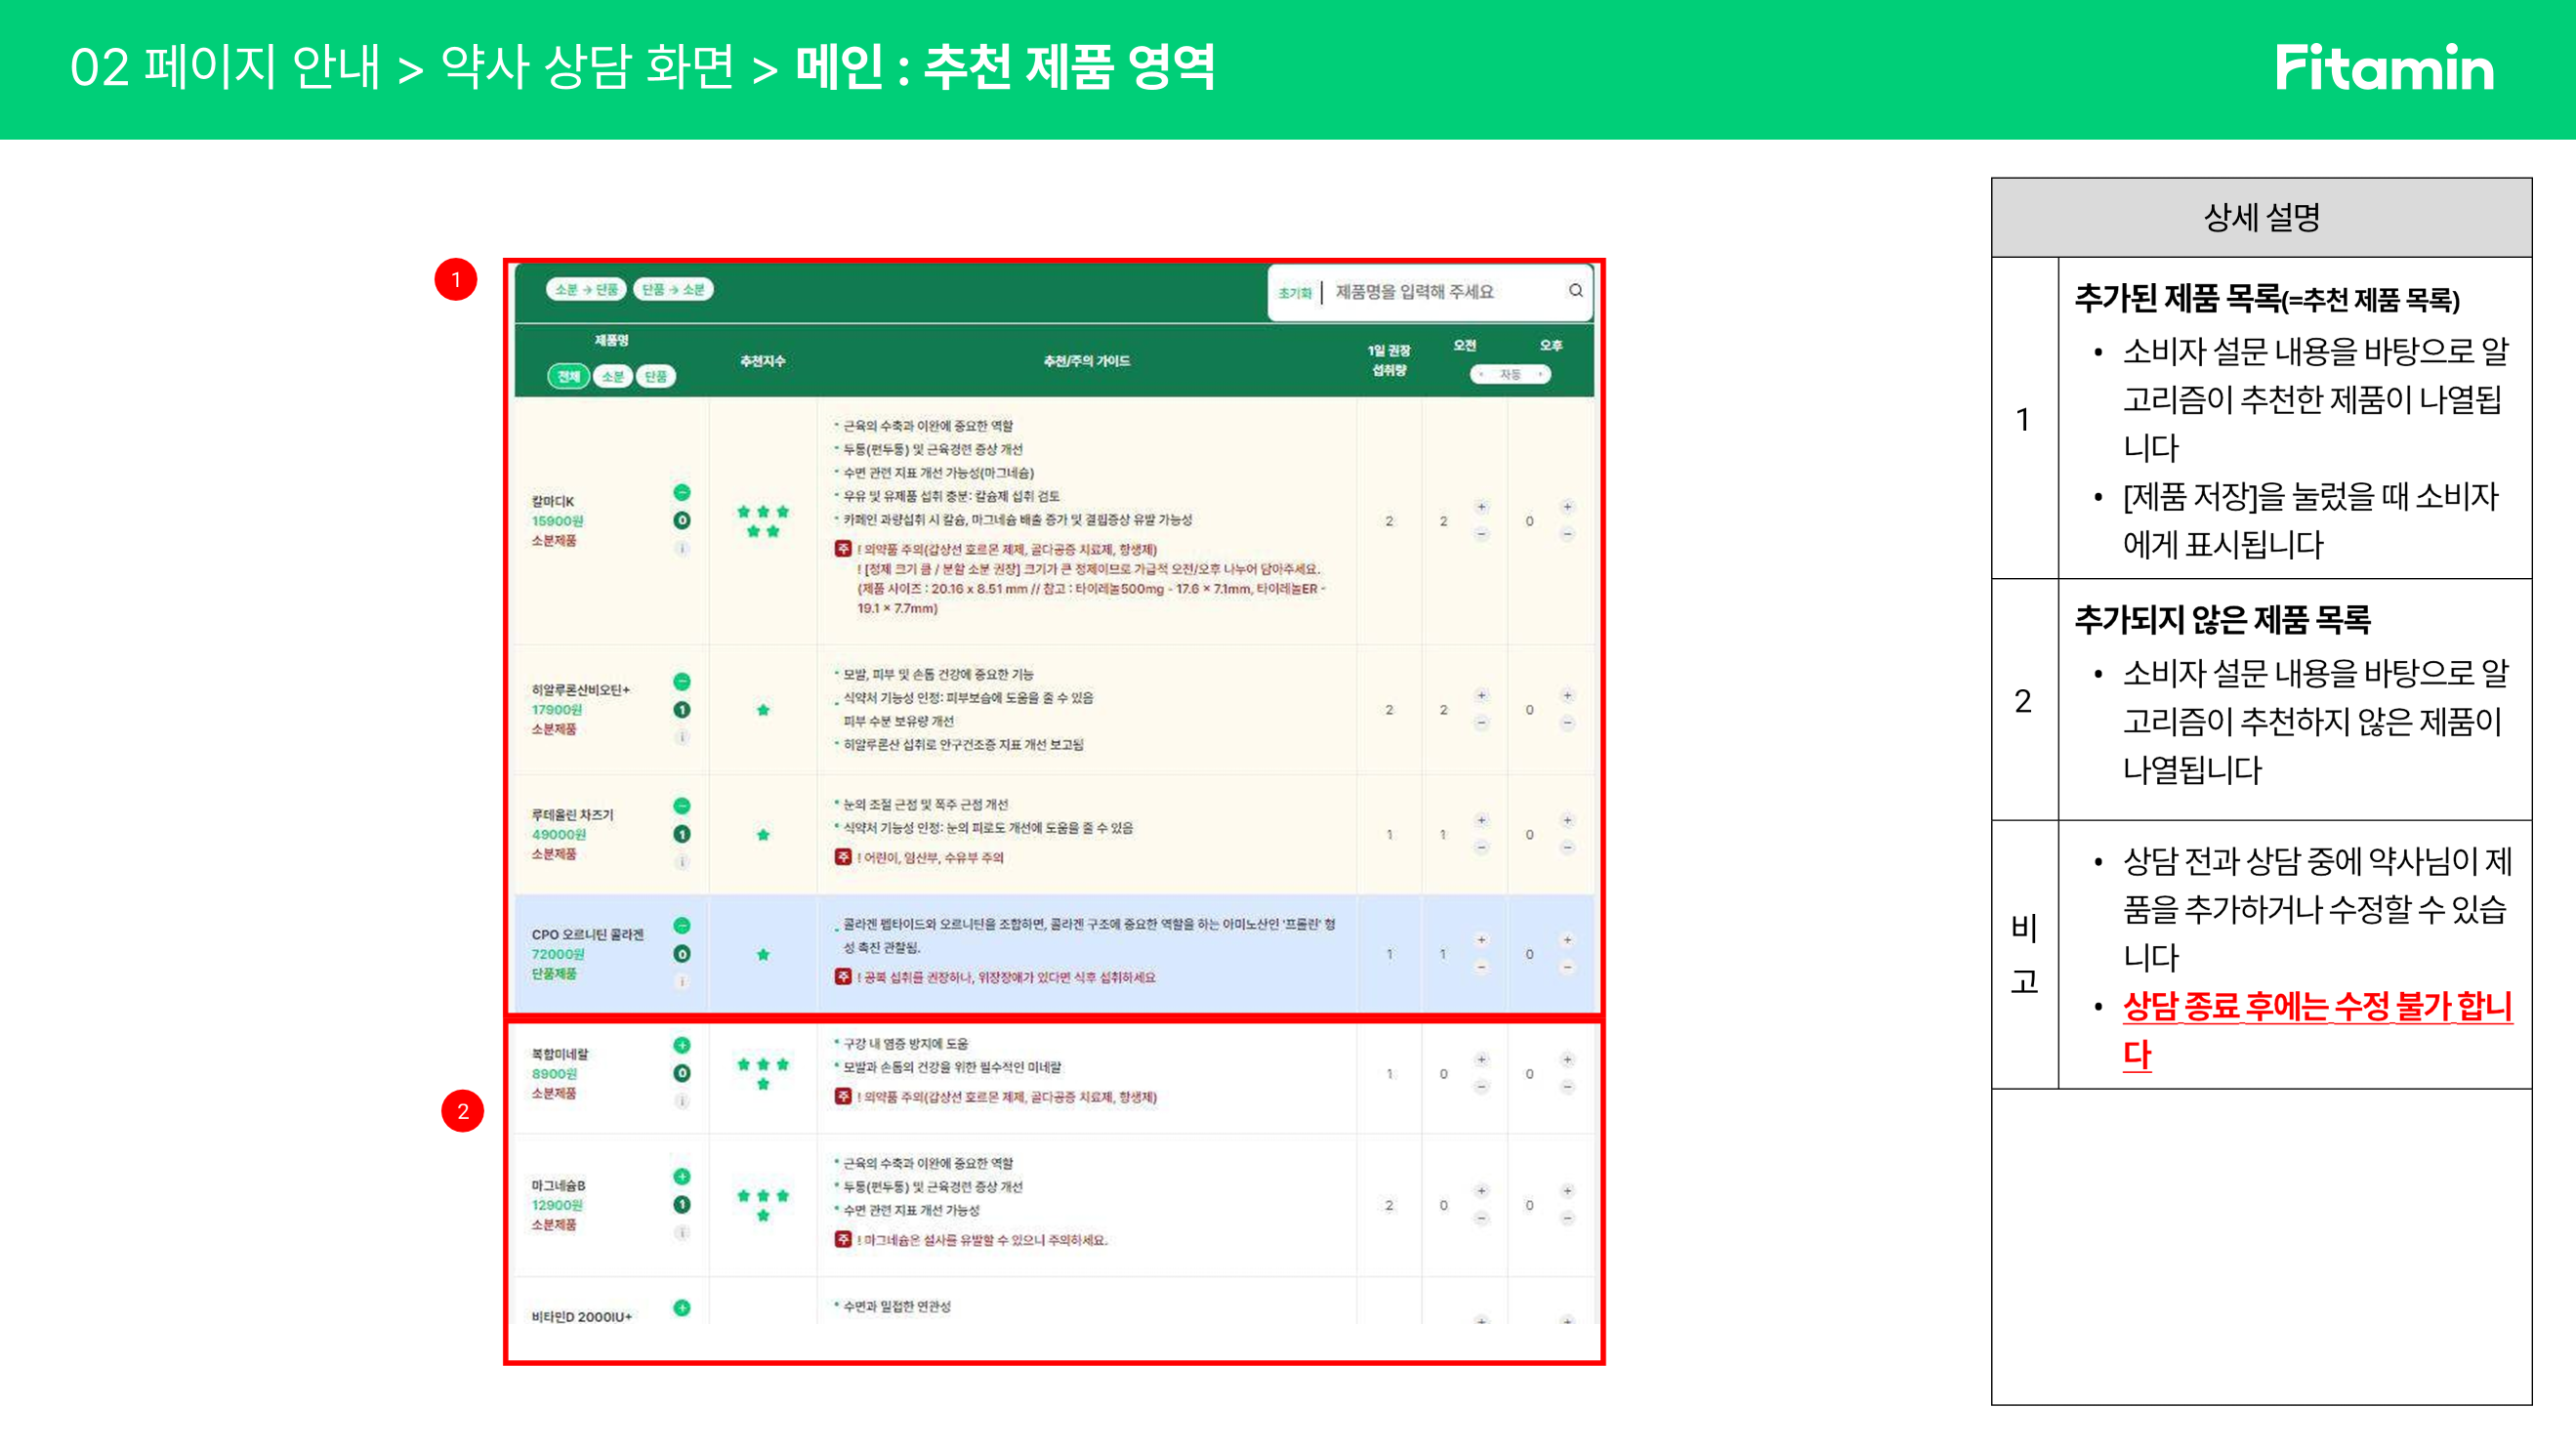 02 페이지 안내 > 약사 상담 화면 > 메인 : 추천 제품 영역
Fitamin
1
소분 → 단품 단품 → 소분
초기화 제품명을 입력해 주세요
제품명
전체 소분 단품
추천지수
추천/주의 가이드
1일 권장
섭취량
오전 오후
자동
칼마디K
15900원
소분제품
0
근육의 수축과 이완에 중요한 역할
두통(편두통) 및 근육경련 증상 개선
수면 관련 지표 개선 가능성(마그네슘)
우유 및 유제품 섭취 충분: 칼슘제 섭취 검토
카페인 과량섭취 시 칼슘, 마그네슘 배출 증가 및 결핍증상 유발 가능성
주 ! 의약품 주의(갑상선 호르몬 제제, 골다공증 치료제, 항생제)
! [정제 크기 큼 / 분할 소분 권장] 크기가 큰 정제이므로 가급적 오전/오후 나누어 담아주세요.
(제품 사이즈 : 20.16 x 8.51 mm // 참고 : 타이레놀500mg - 17.6 × 7.1mm, 타이레놀ER -
19.1 × 7.7mm)
2 2 + − 0 + −
히알루론산비오틴+
17900원
소분제품
1
모발, 피부 및 손톱 건강에 중요한 기능
식약처 기능성 인정: 피부보습에 도움을 줄 수 있음
피부 수분 보유량 개선
히알루론산 섭취로 안구건조증 지표 개선 보고됨
2 2 + − 0 + −
루테올린 차즈기
49000원
소분제품
1
눈의 조절 근점 및 폭주 근점 개선
식약처 기능성 인정: 눈의 피로도 개선에 도움을 줄 수 있음
주 ! 어린이, 임산부, 수유부 주의
1 1 + − 0 + −
CPO 오르니틴 콜라겐
72000원
단품제품
0
콜라겐 펩타이드와 오르니틴을 조합하면, 콜라겐 구조에 중요한 역할을 하는 아미노산인 '프롤린' 형
성 촉진 관찰됨.
주 ! 공복 섭취를 권장하나, 위장장애가 있다면 식후 섭취하세요
1 1 + − 0 + −
2
복합미네랄
8900원
소분제품
0
구강 내 염증 방지에 도움
모발과 손톱의 건강을 위한 필수적인 미네랄
주 ! 의약품 주의(갑상선 호르몬 제제, 골다공증 치료제, 항생제)
1 0 + − 0 + −
마그네슘B
12900원
소분제품
1
근육의 수축과 이완에 중요한 역할
두통(편두통) 및 근육경련 증상 개선
수면 관련 지표 개선 가능성
주 ! 마그네슘은 설사를 유발할 수 있으니 주의하세요.
2 0 + − 0 + −
비타민D 2000IU+
수면과 밀접한 연관성
상세 설명
1
추가된 제품 목록(=추천 제품 목록)
• 소비자 설문 내용을 바탕으로 알
고리즘이 추천한 제품이 나열됩
니다
• [제품 저장]을 눌렀을 때 소비자
에게 표시됩니다
2
추가되지 않은 제품 목록
• 소비자 설문 내용을 바탕으로 알
고리즘이 추천하지 않은 제품이
나열됩니다
비
고
• 상담 전과 상담 중에 약사님이 제
품을 추가하거나 수정할 수 있습
니다
• 상담 종료 후에는 수정 불가 합니
다